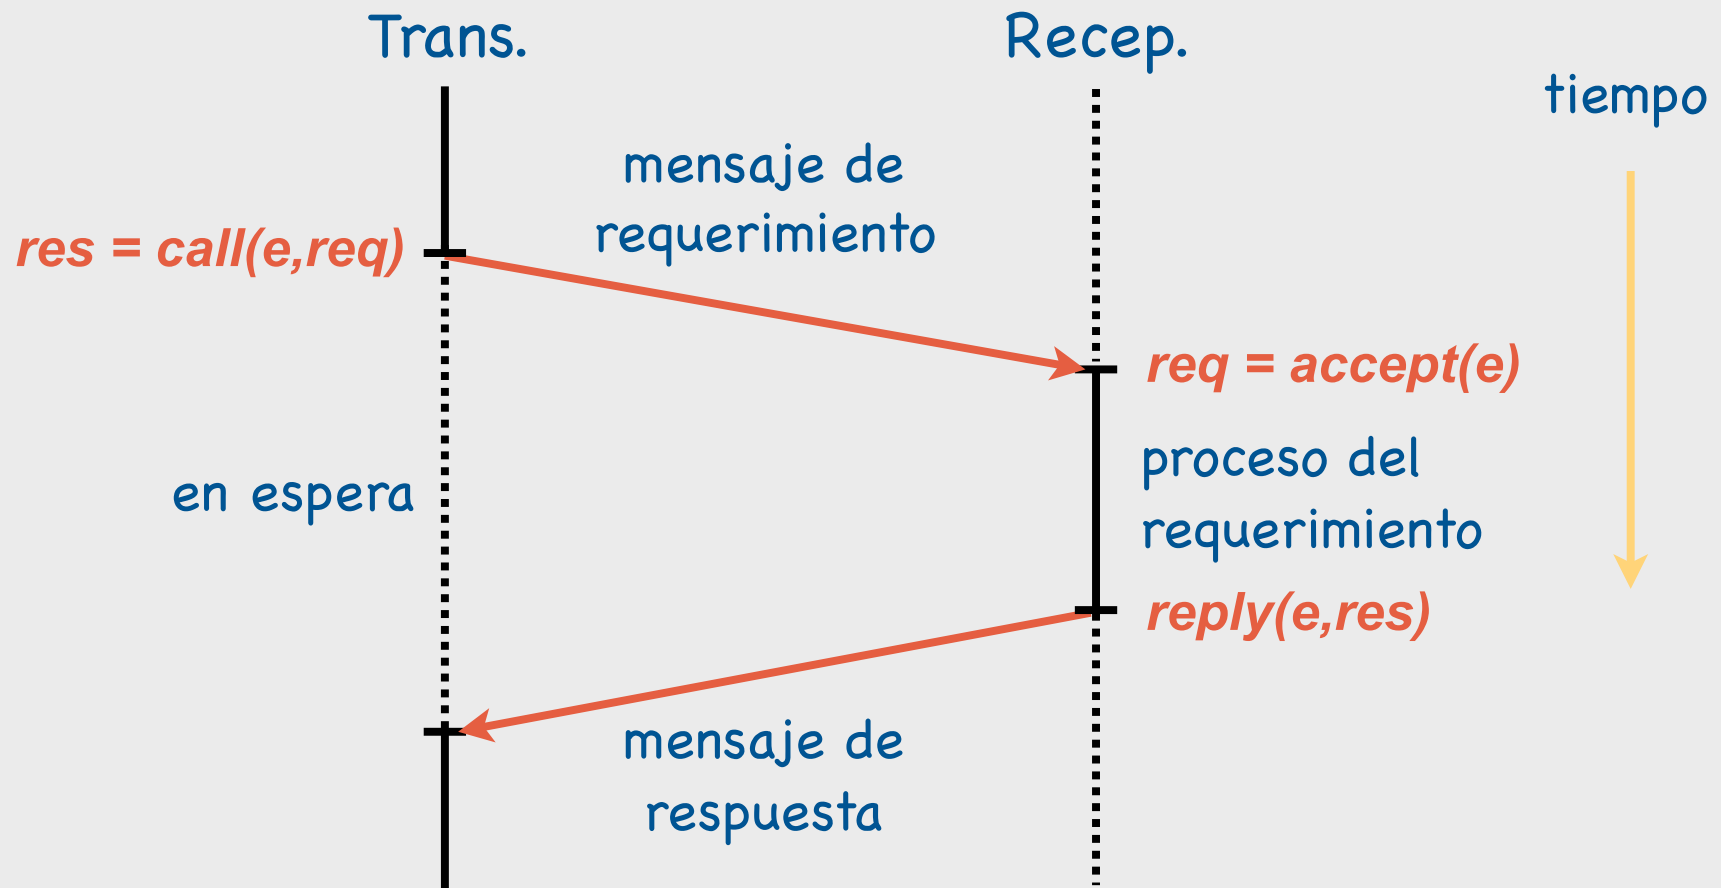 Trans.
Recep.
tiempo
mensaje de
requerimiento
res = call(e,req)
req = accept(e)
proceso del
requerimiento
en espera
reply(e,res)
mensaje de
respuesta